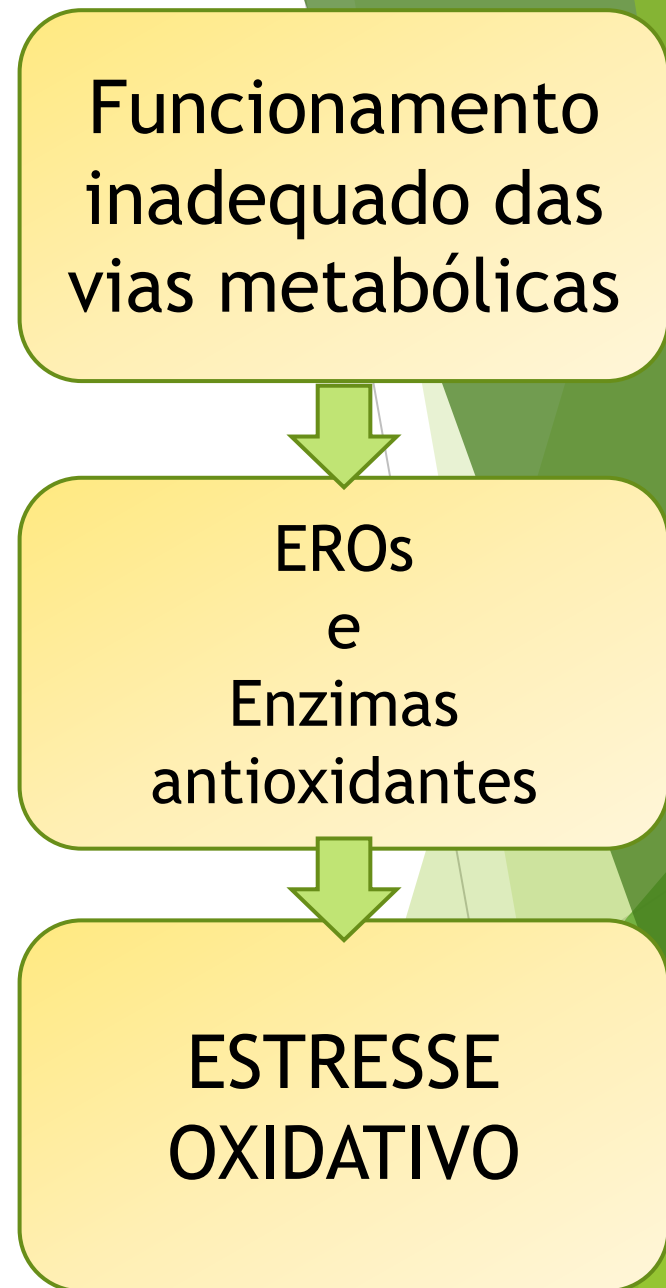 Funcionamento
inadequado das
vias metabólicas
EROs
e
Enzimas
antioxidantes
ESTRESSE
OXIDATIVO